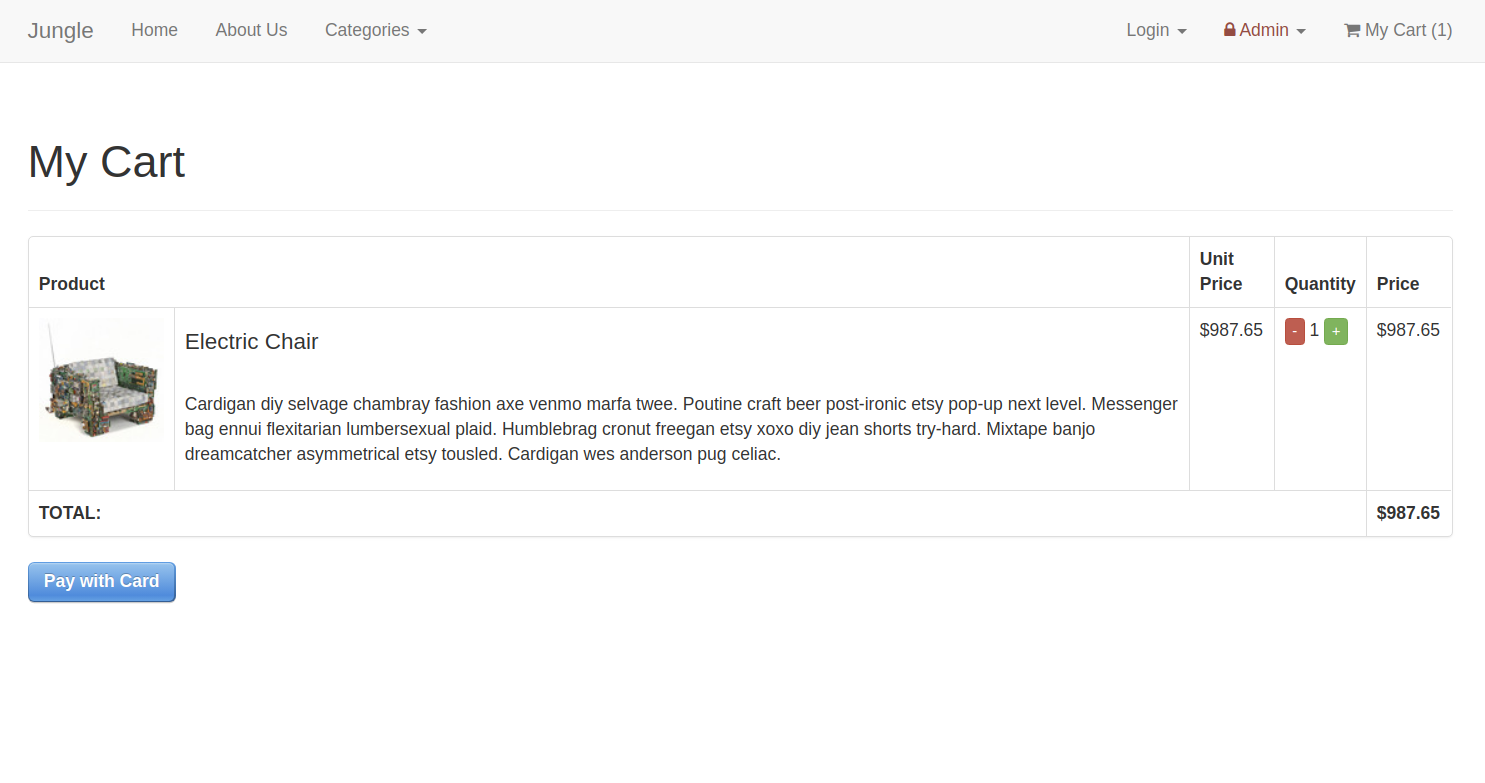 Jungle Home About Us Categories Login Admin My Cart (1)
My Cart
Product Unit Price Quantity Price
Electric Chair $987.65 - 1 + $987.65
Cardigan diy selvage chambray fashion axe venmo marfa twee. Poutine craft beer post-ironic etsy pop-up next level. Messenger
bag ennui flexitarian lumbersexual plaid. Humblebrag cronut freegan etsy xoxo diy jean shorts try-hard. Mixtape banjo
dreamcatcher asymmetrical etsy tousled. Cardigan wes anderson pug celiac.
TOTAL: $987.65
Pay with Card